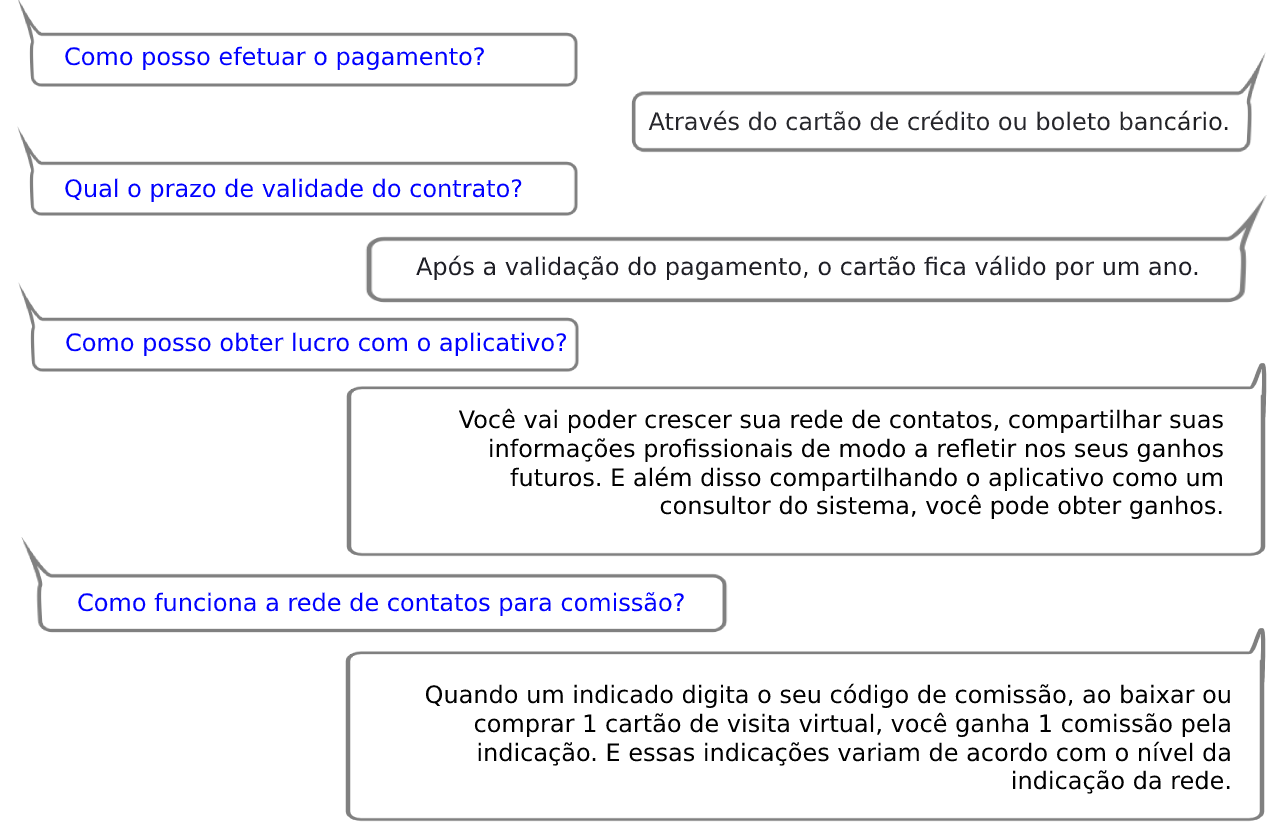 Como posso efetuar o pagamento?
Através do cartão de crédito ou boleto bancário.
Qual o prazo de validade do contrato?
Após a validação do pagamento, o cartão fica válido por um ano.
Como posso obter lucro com o aplicativo?
Você vai poder crescer sua rede de contatos, compartilhar suas
informações profissionais de modo a refletir nos seus ganhos
futuros. E além disso compartilhando o aplicativo como um
consultor do sistema, você pode obter ganhos.
Como funciona a rede de contatos para comissão?
Quando um indicado digita o seu código de comissão, ao baixar ou
comprar 1 cartão de visita virtual, você ganha 1 comissão pela
indicação. E essas indicações variam de acordo com o nível da
indicação da rede.